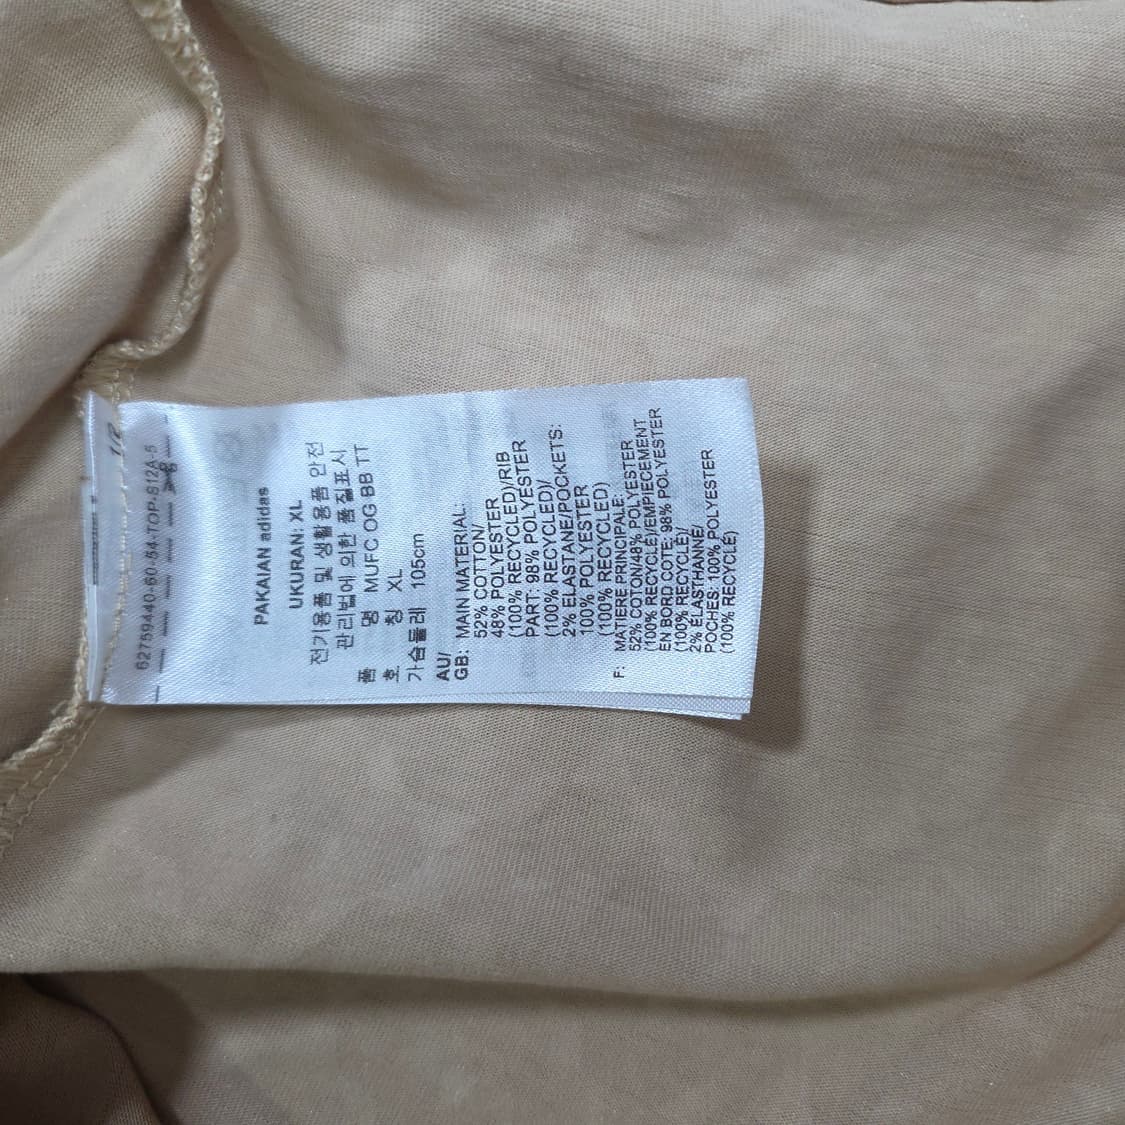 1/2
62759440-60-54-TOP-812A-5
PAKAIAN adidas
UKURAN: XL
전기용품 및 생활용품 안전
관리법에 의한 품질표시
품 명 MUFC OG BB TT
호 칭 XL
가슴둘레 105cm
AU/
GB: MAIN MATERIAL:
52% COTTON/
48% POLYESTER
(100% RECYCLED)/RIB
PART: 98% POLYESTER
(100% RECYCLED)/
2% ELASTANE/POCKETS:
100% POLYESTER
(100% RECYCLED)
F: MATIERE PRINCIPALE:
52% COTON/48% POLYESTER
(100% RECYCLE)/EMPIECEMENT
EN BORD COTE: 98% POLYESTER
(100% RECYCLE)/
2% ELASTHANNE/
POCHES: 100% POLYESTER
(100% RECYCLE)